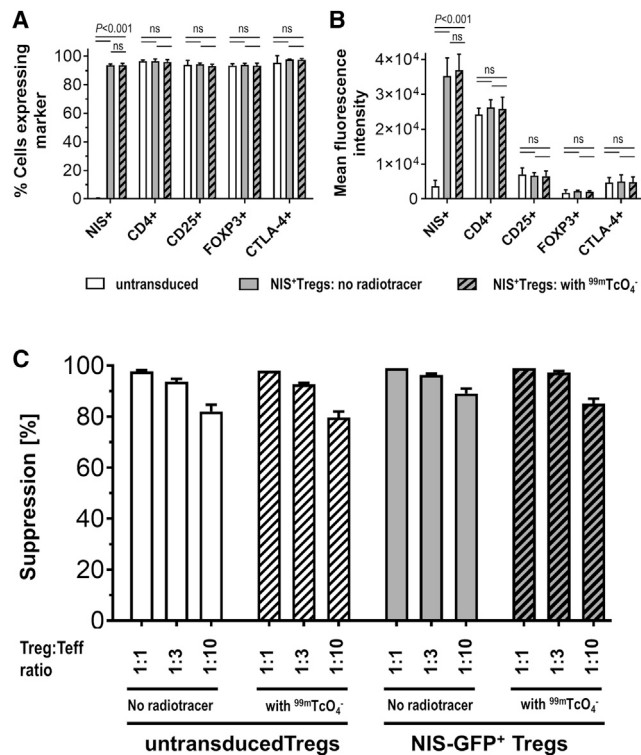 A
P<0.001
ns ns ns ns ns
% Cells expressing
marker
100
80
60
40
20
0
NIS+ CD4+ CD25+ FOXP3+ CTLA-4+
B
P<0.001
ns
ns
ns ns ns
Mean fluorescence
intensity
4×10⁴
3×10⁴
2×10⁴
1×10⁴
0
NIS+ CD4+ CD25+ FOXP3+ CTLA-4+
untransduced NIS⁺Tregs: no radiotracer NIS⁺Tregs: with ⁹⁹ᵐTcO₄⁻
C
Suppression [%]
100
80
60
40
20
0
Treg:Teff
ratio
1:1 1:3 1:10 1:1 1:3 1:10 1:1 1:3 1:10 1:1 1:3 1:10
No radiotracer with ⁹⁹ᵐTcO₄⁻ No radiotracer with ⁹⁹ᵐTcO₄⁻
untransducedTregs NIS-GFP⁺ Tregs